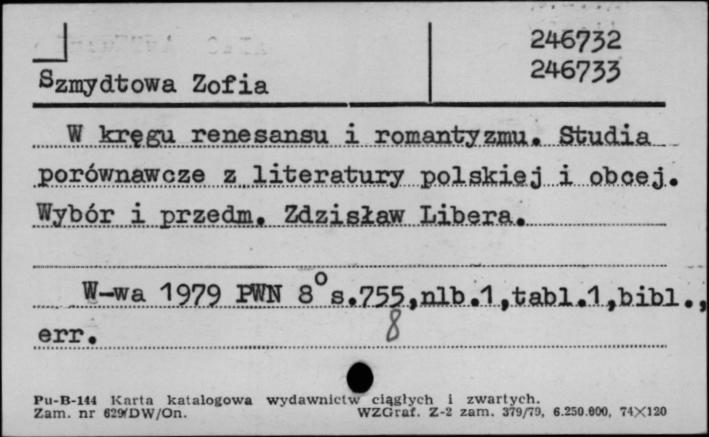 246732
246733
Szmydtowa Zofia
W kręgu renesansu i romantyzmu. Studia
porównawcze z literatury polskiej i obcej.
Wybór i przedm. Zdzisław Libera.
W-wa 1979 PWN 8° s.755,nlb.1,tabl.1,bibl.,
err.
8
Pu-B-144 Karta katalogowa wydawnictw ciągłych i zwartych.
Zam. nr 629/DW/On. WZGraf. Z-2 zam. 379/79, 6.250.000, 74×120